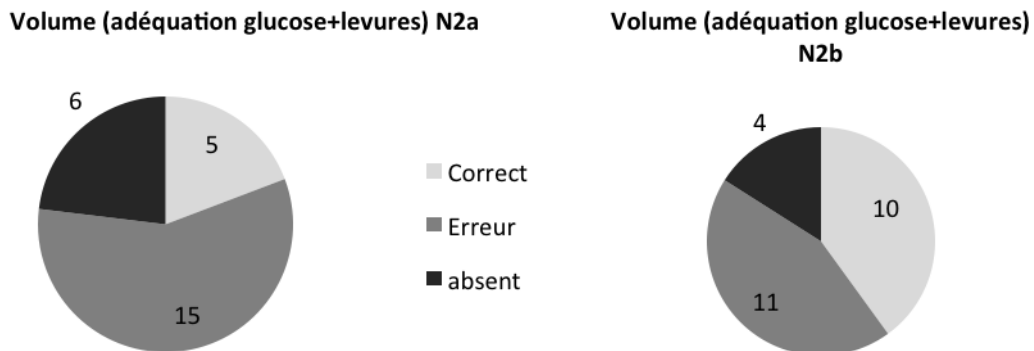 Volume (adéquation glucose+levures) N2a
6
5
15
Correct
Erreur
absent
Volume (adéquation glucose+levures)
N2b
4
10
11